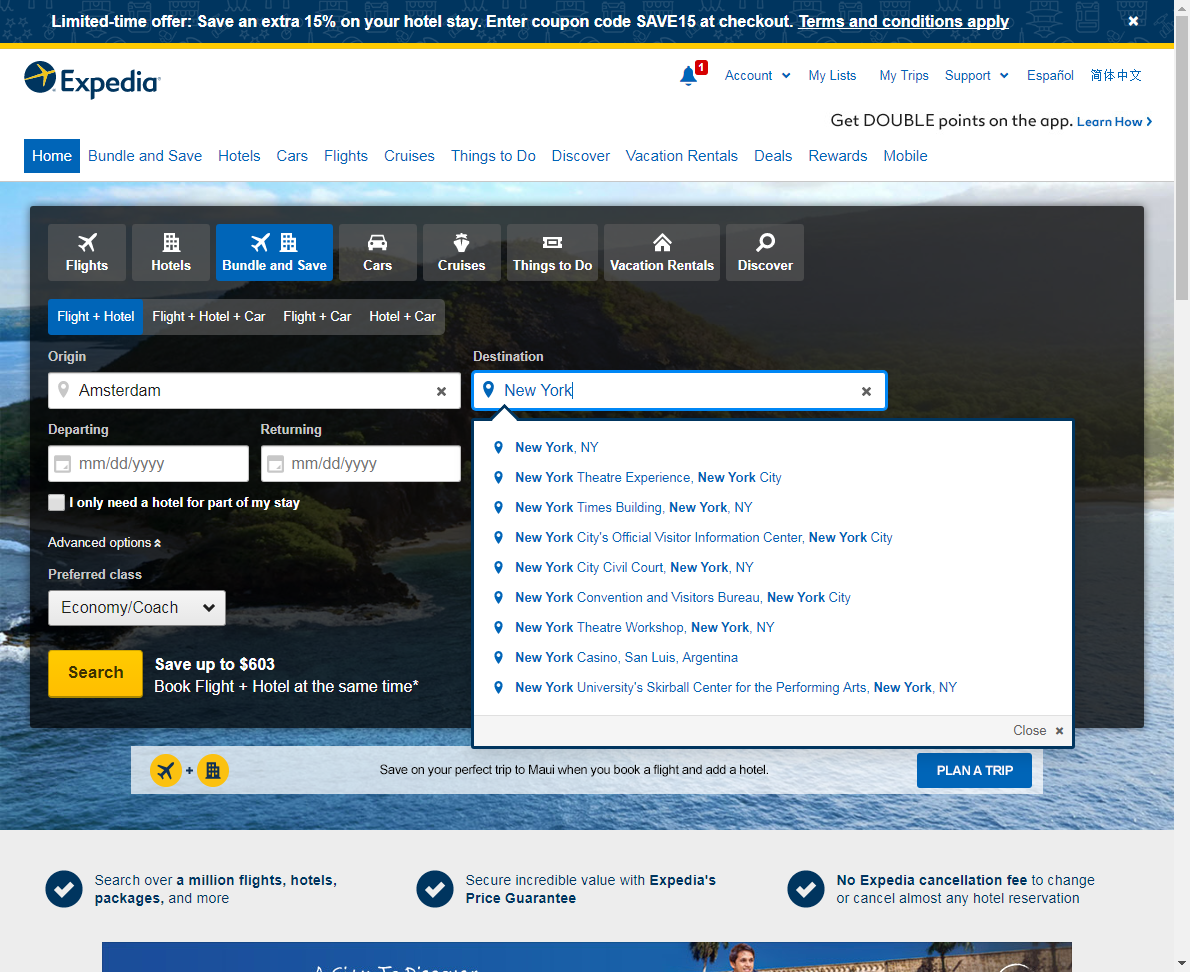 Limited-time offer: Save an extra 15% on your hotel stay. Enter coupon code SAVE15 at checkout. Terms and conditions apply
Expedia
1
Account
My Lists
My Trips
Support
Español
简体中文
Get DOUBLE points on the app. Learn How
Home
Bundle and Save
Hotels
Cars
Flights
Cruises
Things to Do
Discover
Vacation Rentals
Deals
Rewards
Mobile
Flights
Hotels
Bundle and Save
Cars
Cruises
Things to Do
Vacation Rentals
Discover
Flight + Hotel
Flight + Hotel + Car
Flight + Car
Hotel + Car
Origin
Destination
Amsterdam
New York
Departing
Returning
mm/dd/yyyy
mm/dd/yyyy
I only need a hotel for part of my stay
Advanced options
Preferred class
Economy/Coach
Search
Save up to $603
Book Flight + Hotel at the same time*
New York, NY
New York Theatre Experience, New York City
New York Times Building, New York, NY
New York City's Official Visitor Information Center, New York City
New York City Civil Court, New York, NY
New York Convention and Visitors Bureau, New York City
New York Theatre Workshop, New York, NY
New York Casino, San Luis, Argentina
New York University's Skirball Center for the Performing Arts, New York, NY
Close
+
Save on your perfect trip to Maui when you book a flight and add a hotel.
PLAN A TRIP
Search over a million flights, hotels,
packages, and more
Secure incredible value with Expedia's
Price Guarantee
No Expedia cancellation fee to change
or cancel almost any hotel reservation